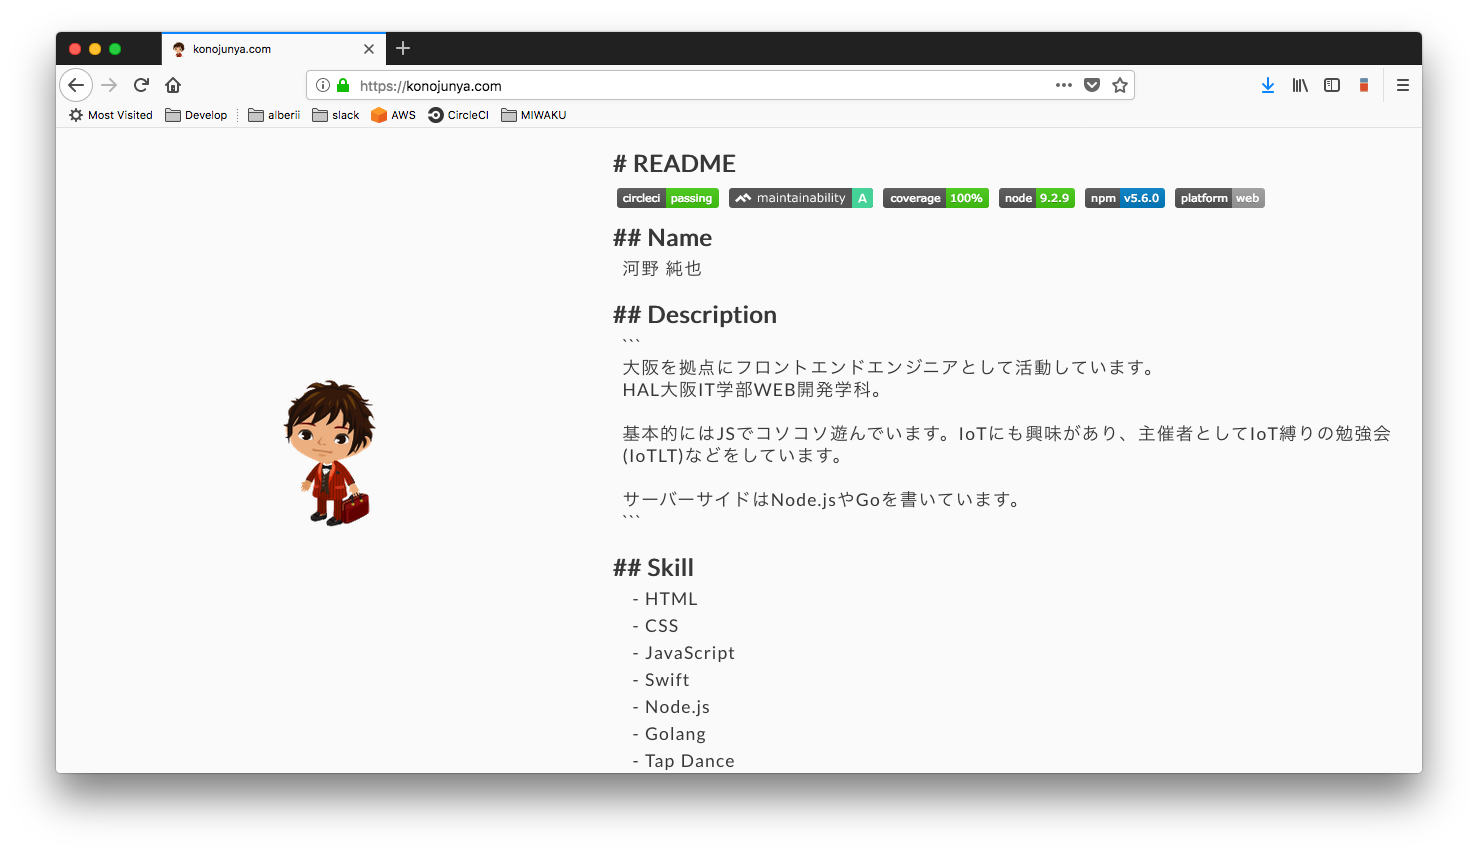 konojunya.com
https://konojunya.com
Most Visited Develop alberii slack AWS CircleCI MIWAKU
# README
circleci passing maintainability A coverage 100% node 9.2.9 npm v5.6.0 platform web
## Name
河野 純也
## Description
```
大阪を拠点にフロントエンドエンジニアとして活動しています。
HAL大阪IT学部WEB開発学科。
基本的にはJSでコソコソ遊んでいます。IoTにも興味があり、主催者としてIoT縛りの勉強会
(IoTLT)などをしています。
サーバーサイドはNode.jsやGoを書いています。
```
## Skill
- HTML
- CSS
- JavaScript
- Swift
- Node.js
- Golang
- Tap Dance